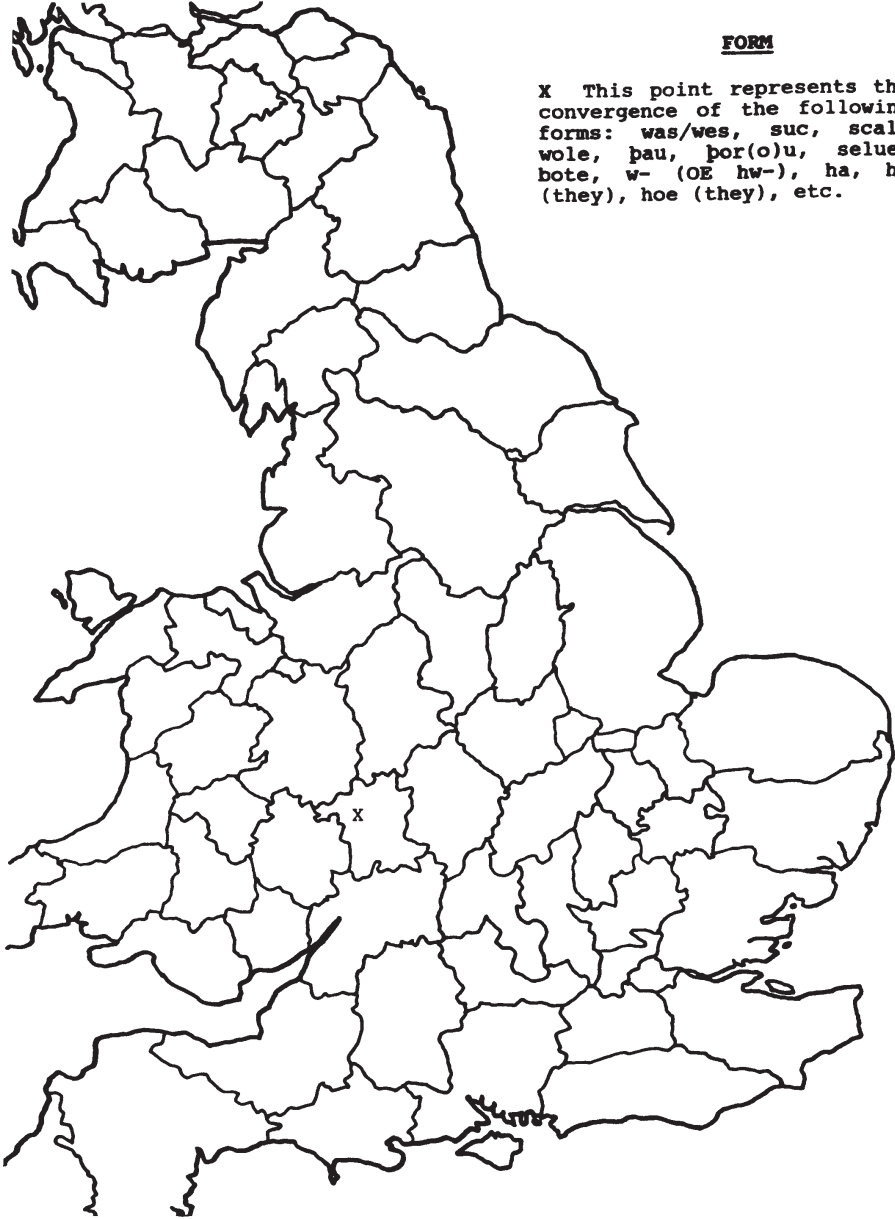 FORM
X This point represents th
convergence of the followin
forms: was/wes, suc, scal
wole, þau, þor(o)u, selue
bote, w- (OE hw-), ha, h
(they), hoe (they), etc.
X